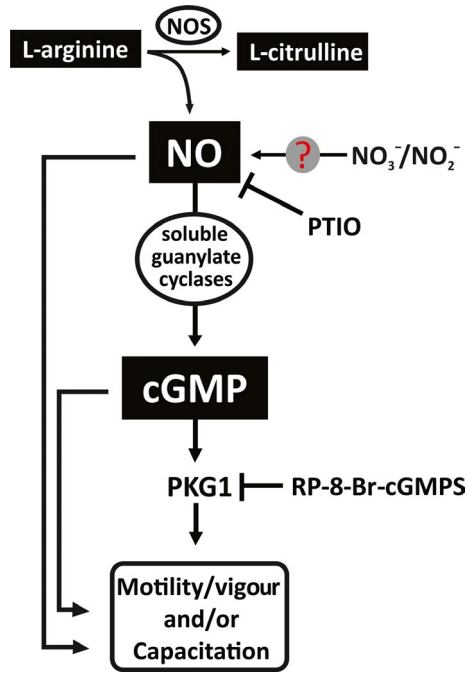 NOS
L-arginine
L-citrulline
NO
?
NO₃⁻/NO₂⁻
PTIO
soluble
guanylate
cyclases
cGMP
PKG1
RP-8-Br-cGMPS
Motility/vigour
and/or
Capacitation